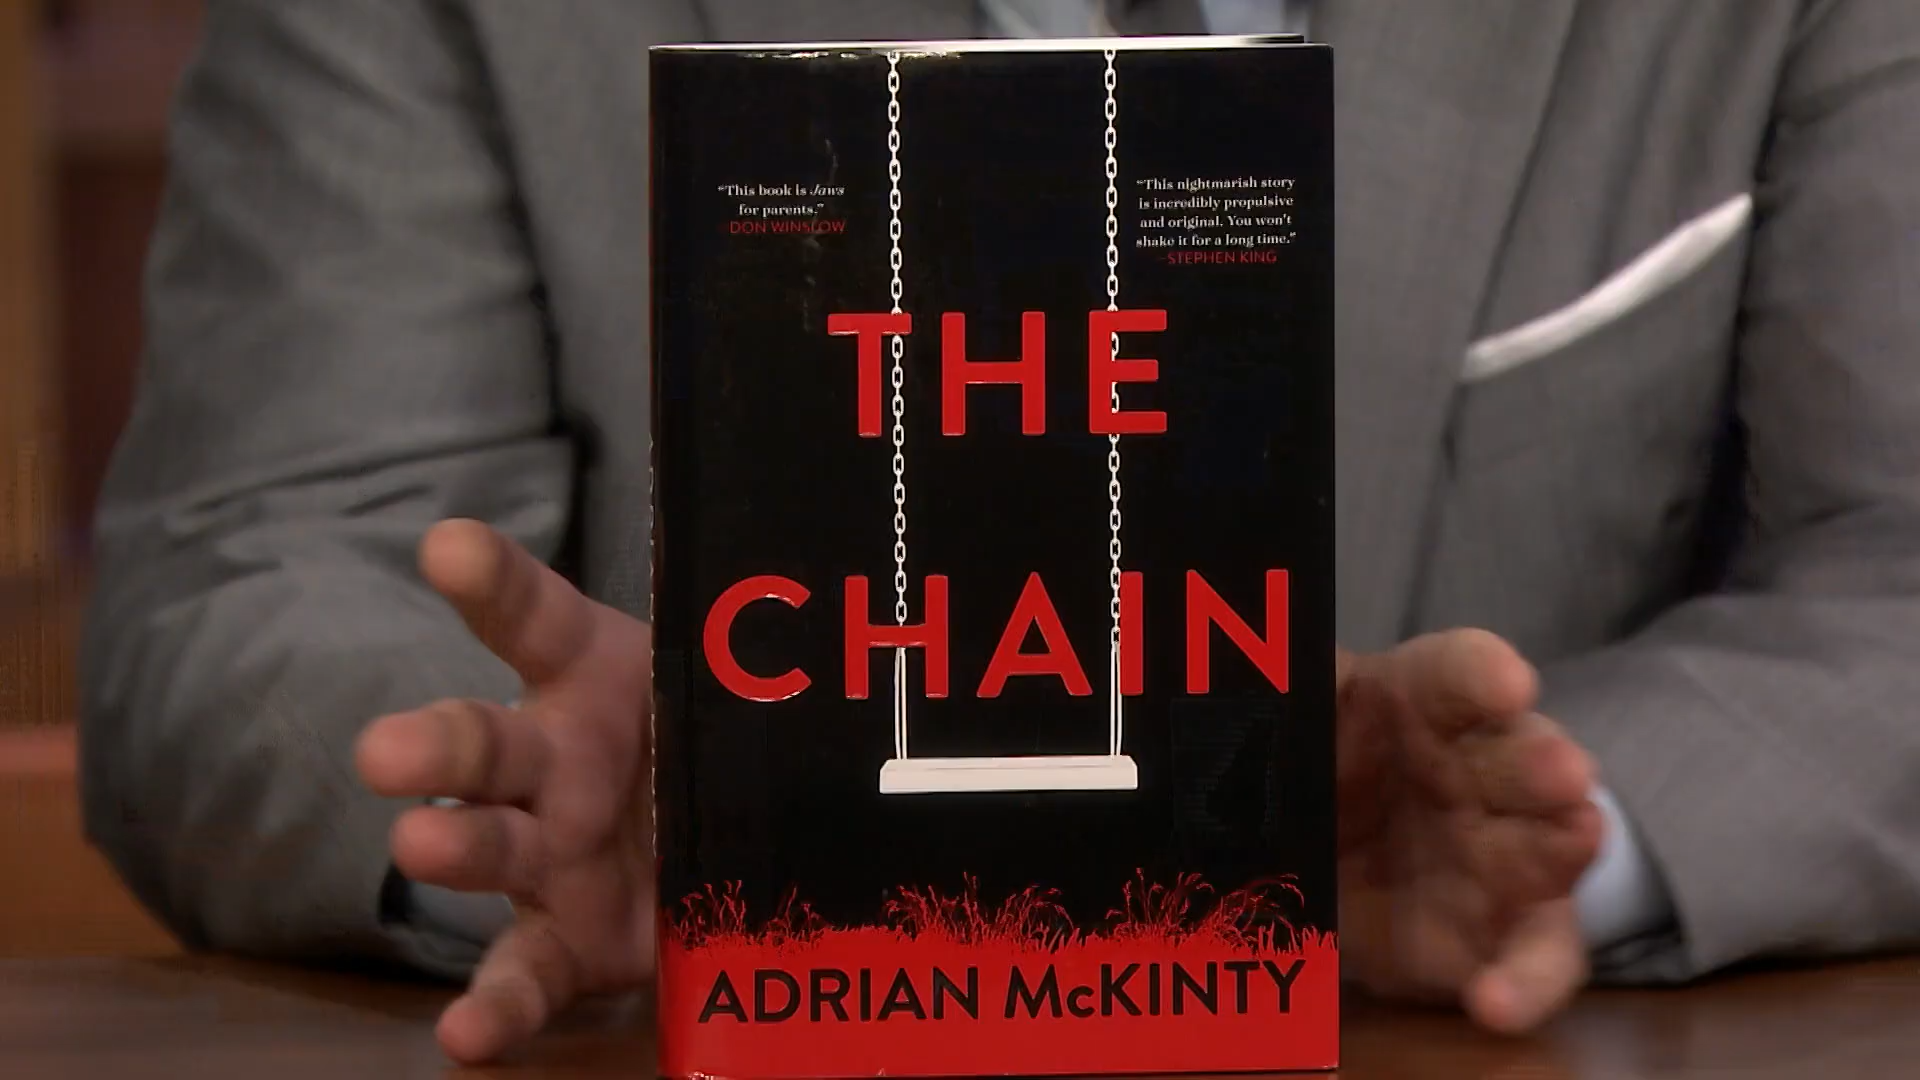 “This book is Jaws
for parents.”
—DON WINSLOW
“This nightmarish story
is incredibly propulsive
and original. You won't
shake it for a long time.”
—STEPHEN KING
THE
CHAIN
ADRIAN McKINTY